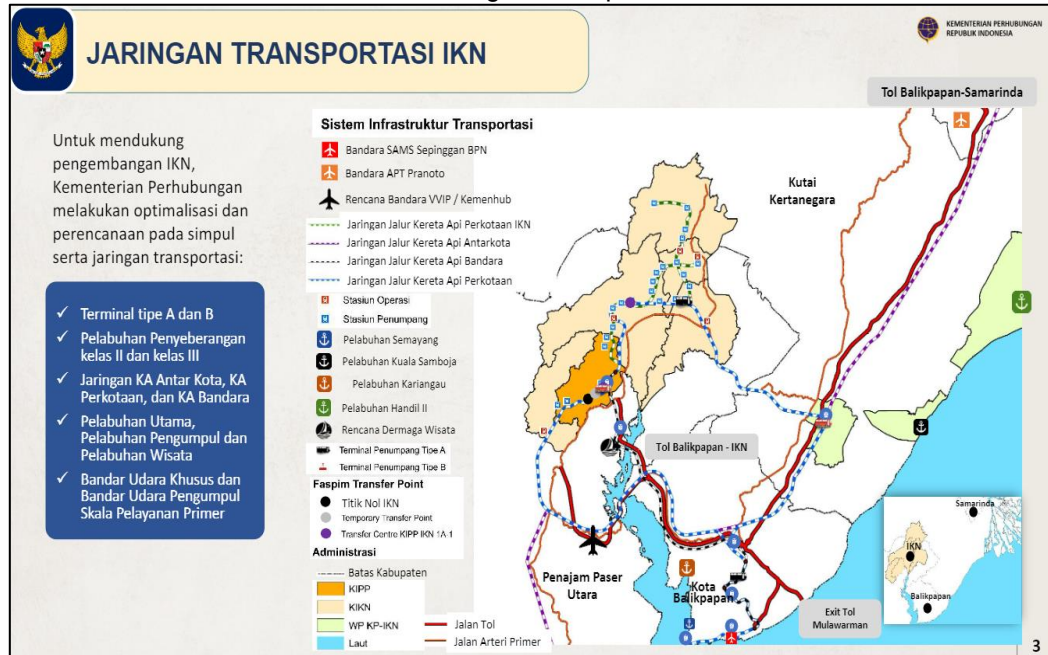 KEMENTERIAN PERHUBUNGAN
REPUBLIK INDONESIA
JARINGAN TRANSPORTASI IKN
Untuk mendukung
pengembangan IKN,
Kementerian Perhubungan
melakukan optimalisasi dan
perencanaan pada simpul
serta jaringan transportasi:
✓ Terminal tipe A dan B
✓ Pelabuhan Penyeberangan
kelas II dan kelas III
✓ Jaringan KA Antar Kota, KA
Perkotaan, dan KA Bandara
✓ Pelabuhan Utama,
Pelabuhan Pengumpul dan
Pelabuhan Wisata
✓ Bandar Udara Khusus dan
Bandar Udara Pengumpul
Skala Pelayanan Primer
Sistem Infrastruktur Transportasi
Bandara SAMS Sepinggan BPN
Bandara APT Pranoto
Rencana Bandara VVIP / Kemenhub
Jaringan Jalur Kereta Api Perkotaan IKN
Jaringan Jalur Kereta Api Antarkota
Jaringan Jalur Kereta Api Bandara
Jaringan Jalur Kereta Api Perkotaan
Stasiun Operasi
Stasiun Penumpang
Pelabuhan Semayang
Pelabuhan Kuala Samboja
Pelabuhan Kariangau
Pelabuhan Handil II
Rencana Dermaga Wisata
Terminal Penumpang Tipe A
Terminal Penumpang Tipe B
Faspim Transfer Point
Titik Nol IKN
Temporory Transfer Point
Transfer Centre KIPP IKN 1A-1
Administrasi
Batas Kabupaten
KIPP
KIKN
WP KP-IKN
Laut
Jalan Tol
Jalan Arteri Primer
Tol Balikpapan-Samarinda
Kutai
Kertanegara
Tol Balikpapan - IKN
Penajam Paser
Utara
Kota
Balikpapan
Exit Tol
Mulawarman
Samarinda
IKN
Balikpapan
3